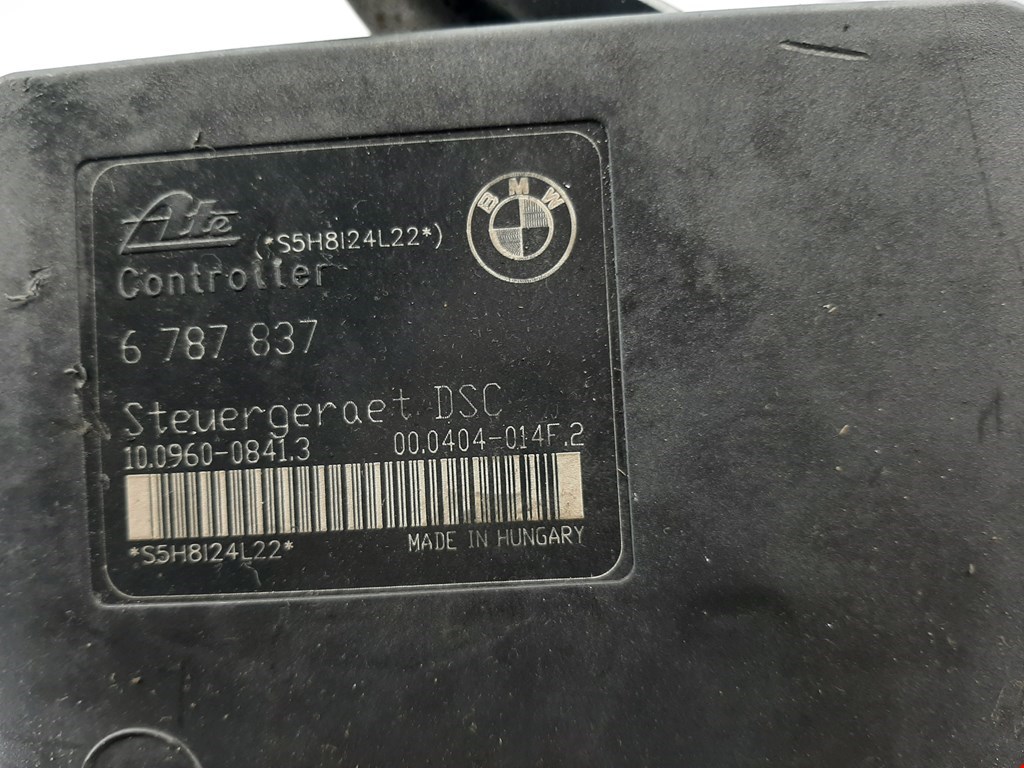 Ate (*S5H8I24L22*)
BMW
Controller
6 787 837
Steuergeraet DSC
10.0960-0841.3 00.0404-014F.2
*S5H8I24L22* MADE IN HUNGARY